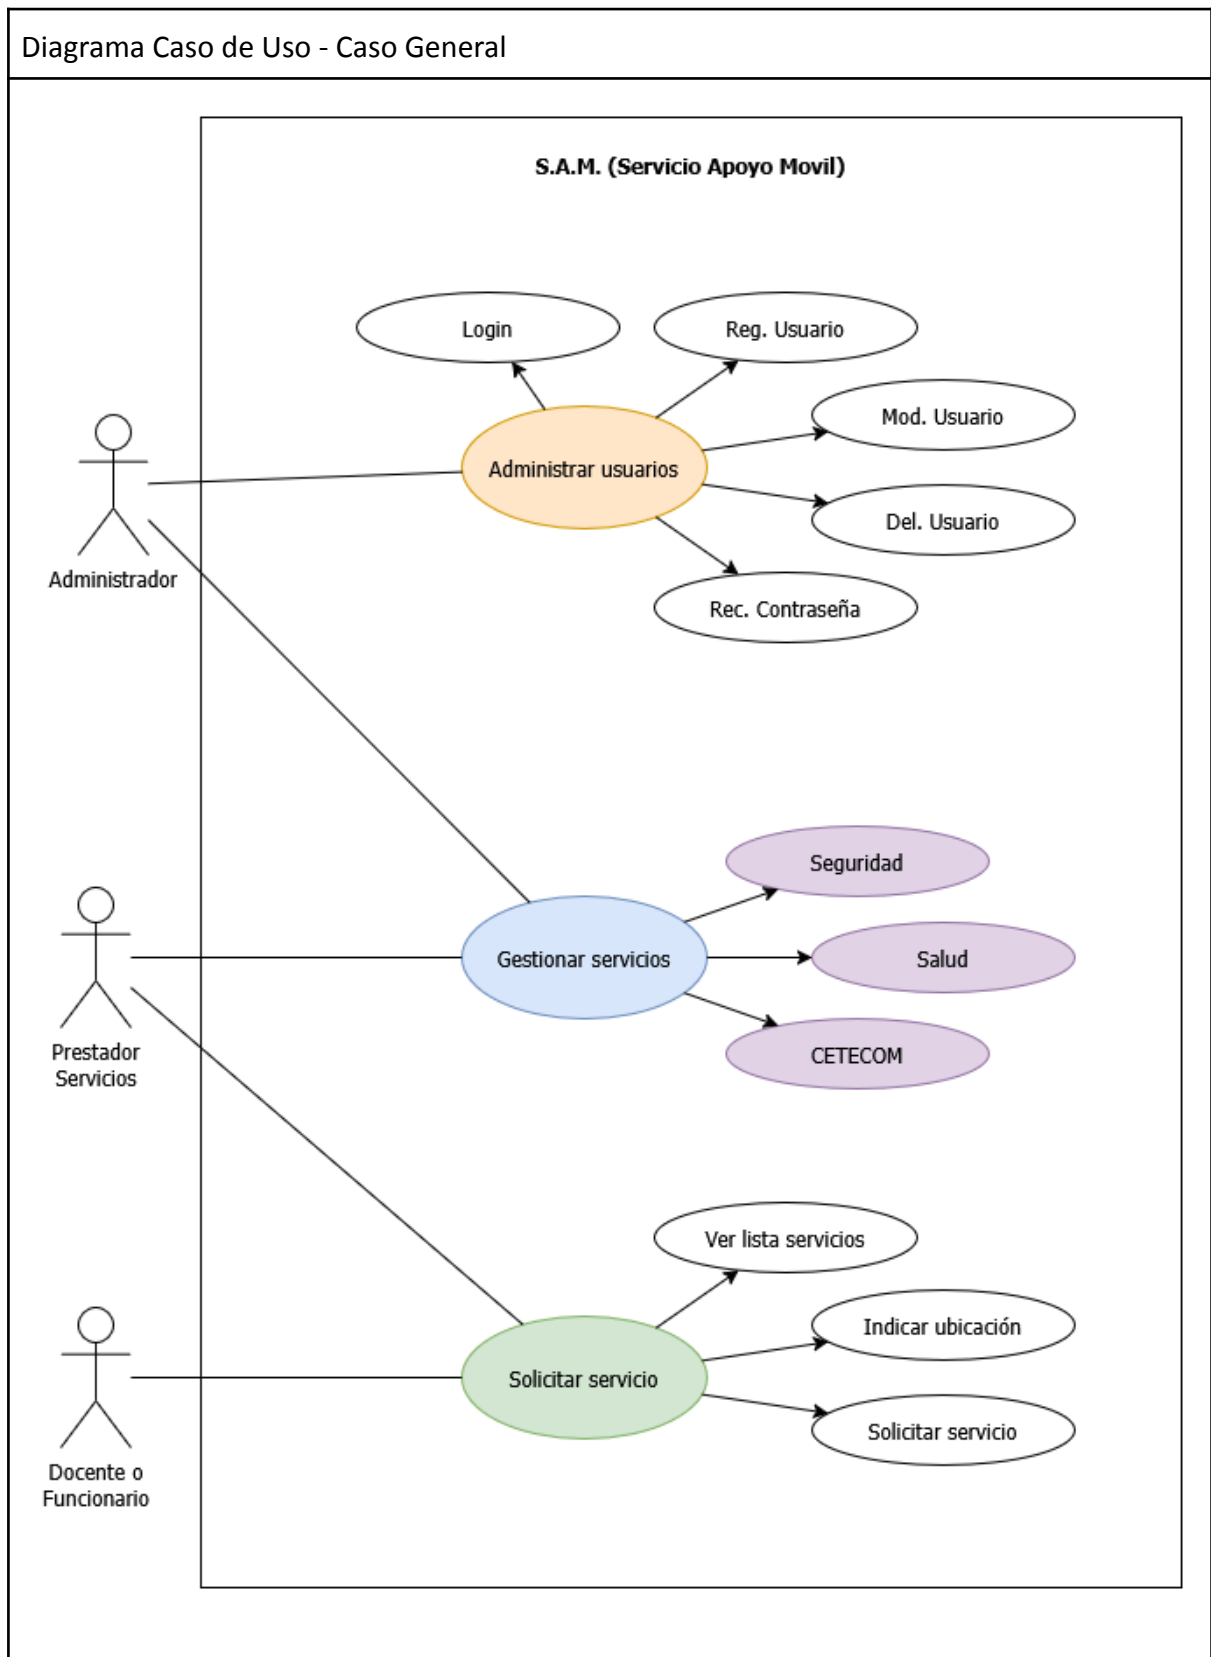 Diagrama Caso de Uso - Caso General
S.A.M. (Servicio Apoyo Movil)
Login
Reg. Usuario
Mod. Usuario
Administrar usuarios
Del. Usuario
Administrador
Rec. Contraseña
Seguridad
Gestionar servicios
Salud
Prestador
Servicios
CETECOM
Ver lista servicios
Indicar ubicación
Solicitar servicio
Solicitar servicio
Docente o
Funcionario